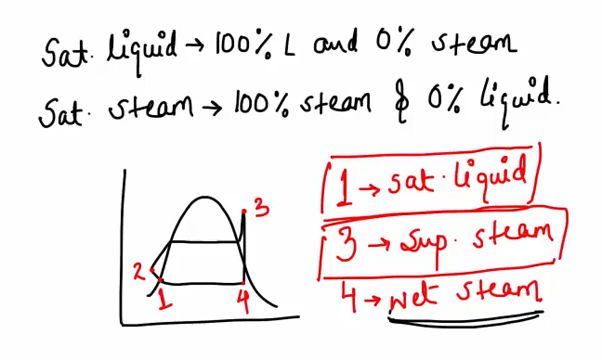 Sat. liquid → 100% L and 0% steam
Sat. steam → 100% steam & 0% liquid.
1 → sat. liquid
3 → sup. steam
4 → wet steam
3
2
1
4